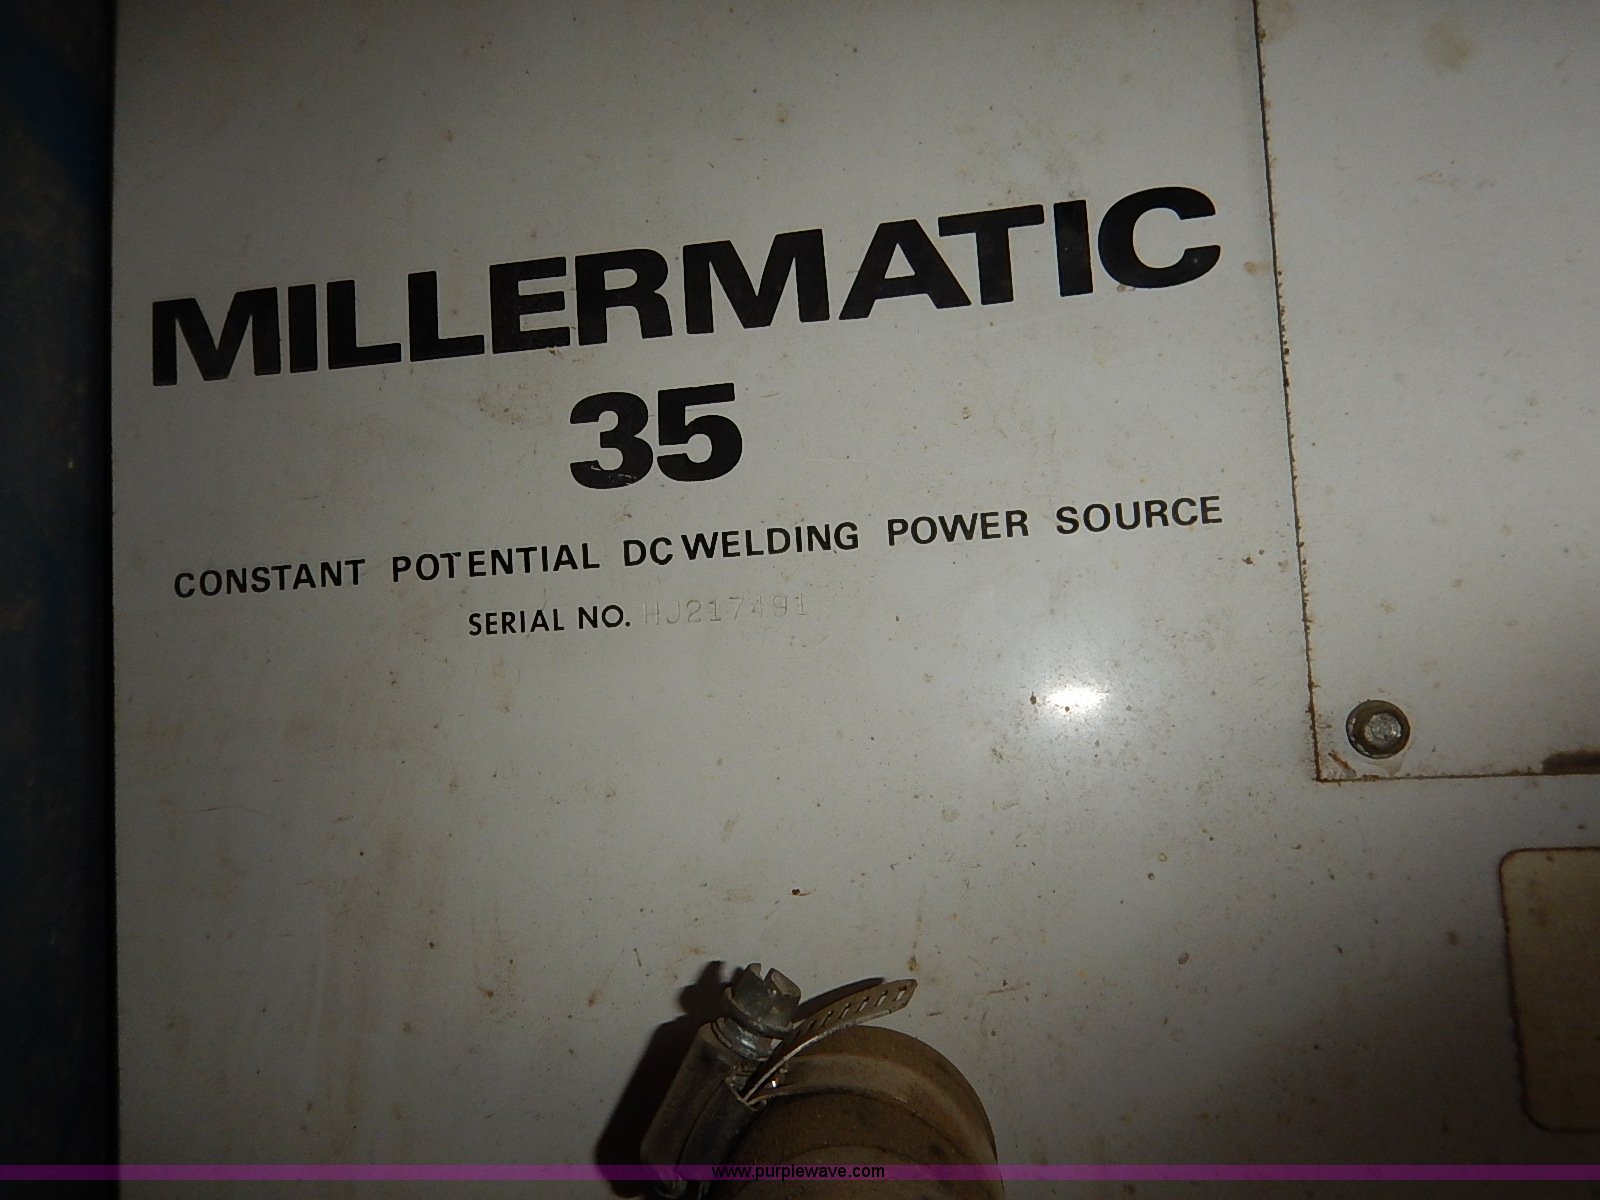 MILLERMATIC
35
CONSTANT POTENTIAL DC WELDING POWER SOURCE
SERIAL NO. HJ217491
www.purplewave.com